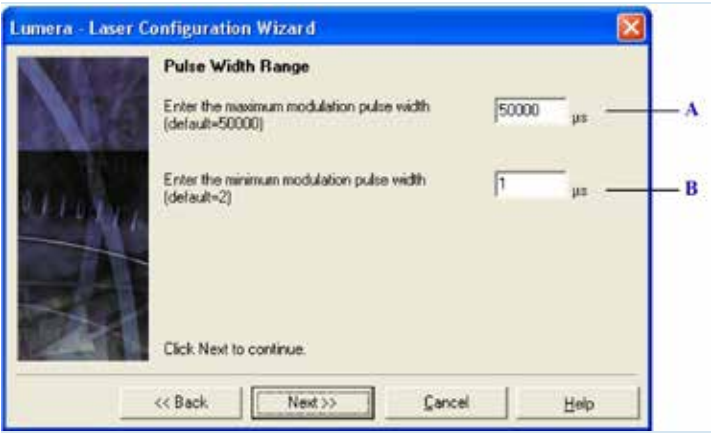 Lumera - Laser Configuration Wizard
Pulse Width Range
Enter the maximum modulation pulse width
(default=50000)
50000 µs
A
Enter the minimum modulation pulse width
(default=2)
1 µs
B
Click Next to continue.
<< Back Next >> Cancel Help